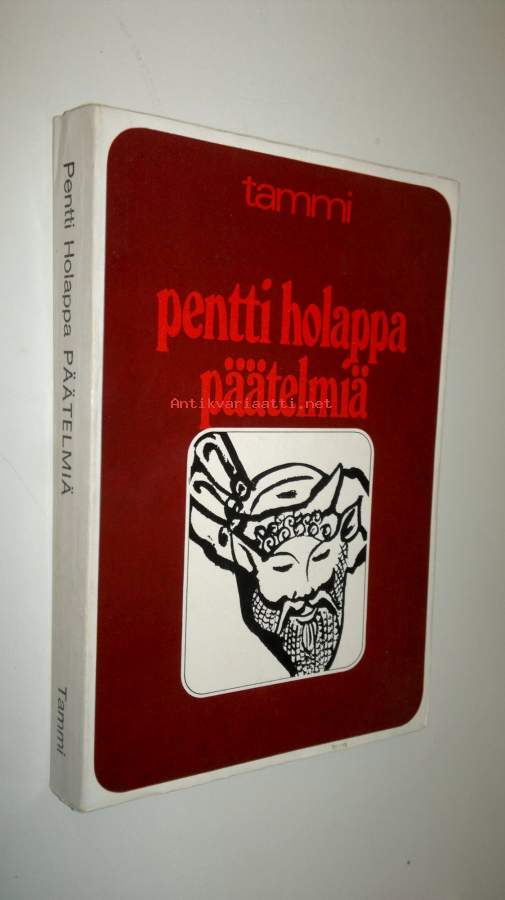 Pentti Holappa PÄÄTELMIÄ Tammi
tammi
pentti holappa
päätelmiä
Antikvariaatti.net